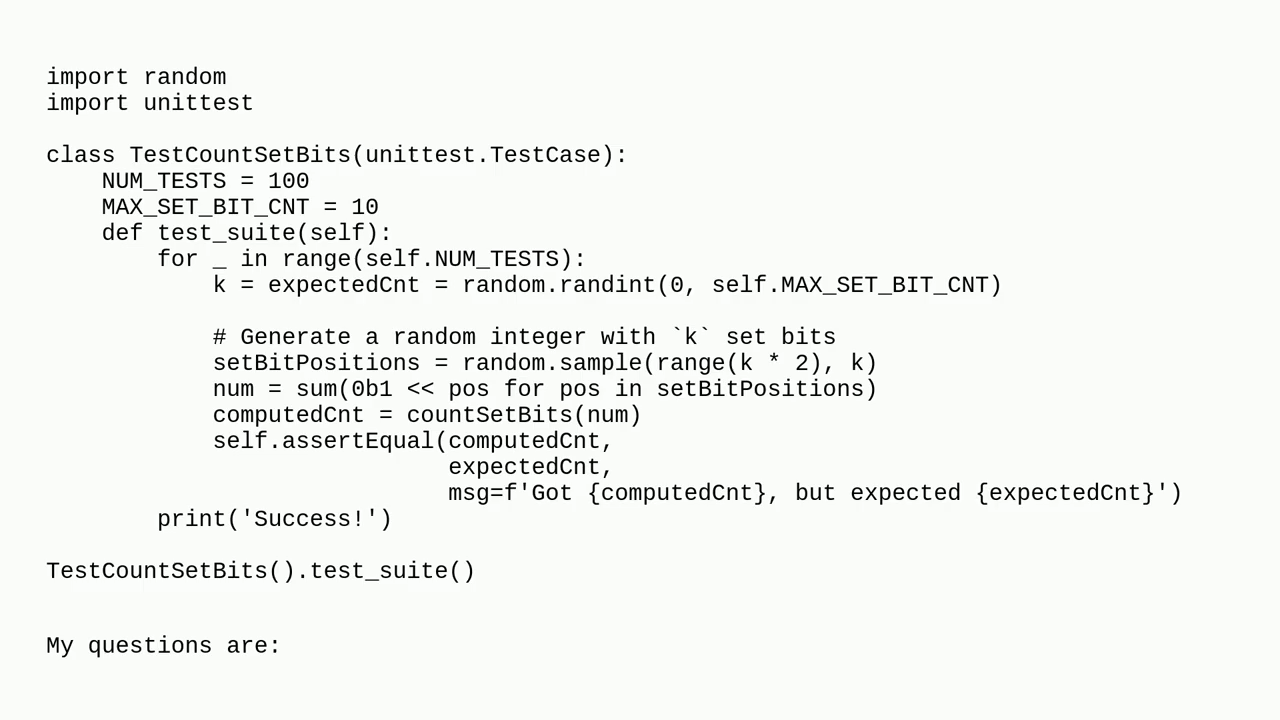 import random
import unittest

class TestCountSetBits(unittest.TestCase):
    NUM_TESTS = 100
    MAX_SET_BIT_CNT = 10
    def test_suite(self):
        for _ in range(self.NUM_TESTS):
            k = expectedCnt = random.randint(0, self.MAX_SET_BIT_CNT)

            # Generate a random integer with `k` set bits
            setBitPositions = random.sample(range(k * 2), k)
            num = sum(0b1 << pos for pos in setBitPositions)
            computedCnt = countSetBits(num)
            self.assertEqual(computedCnt,
                             expectedCnt,
                             msg=f'Got {computedCnt}, but expected {expectedCnt}')
        print('Success!')

TestCountSetBits().test_suite()

My questions are: